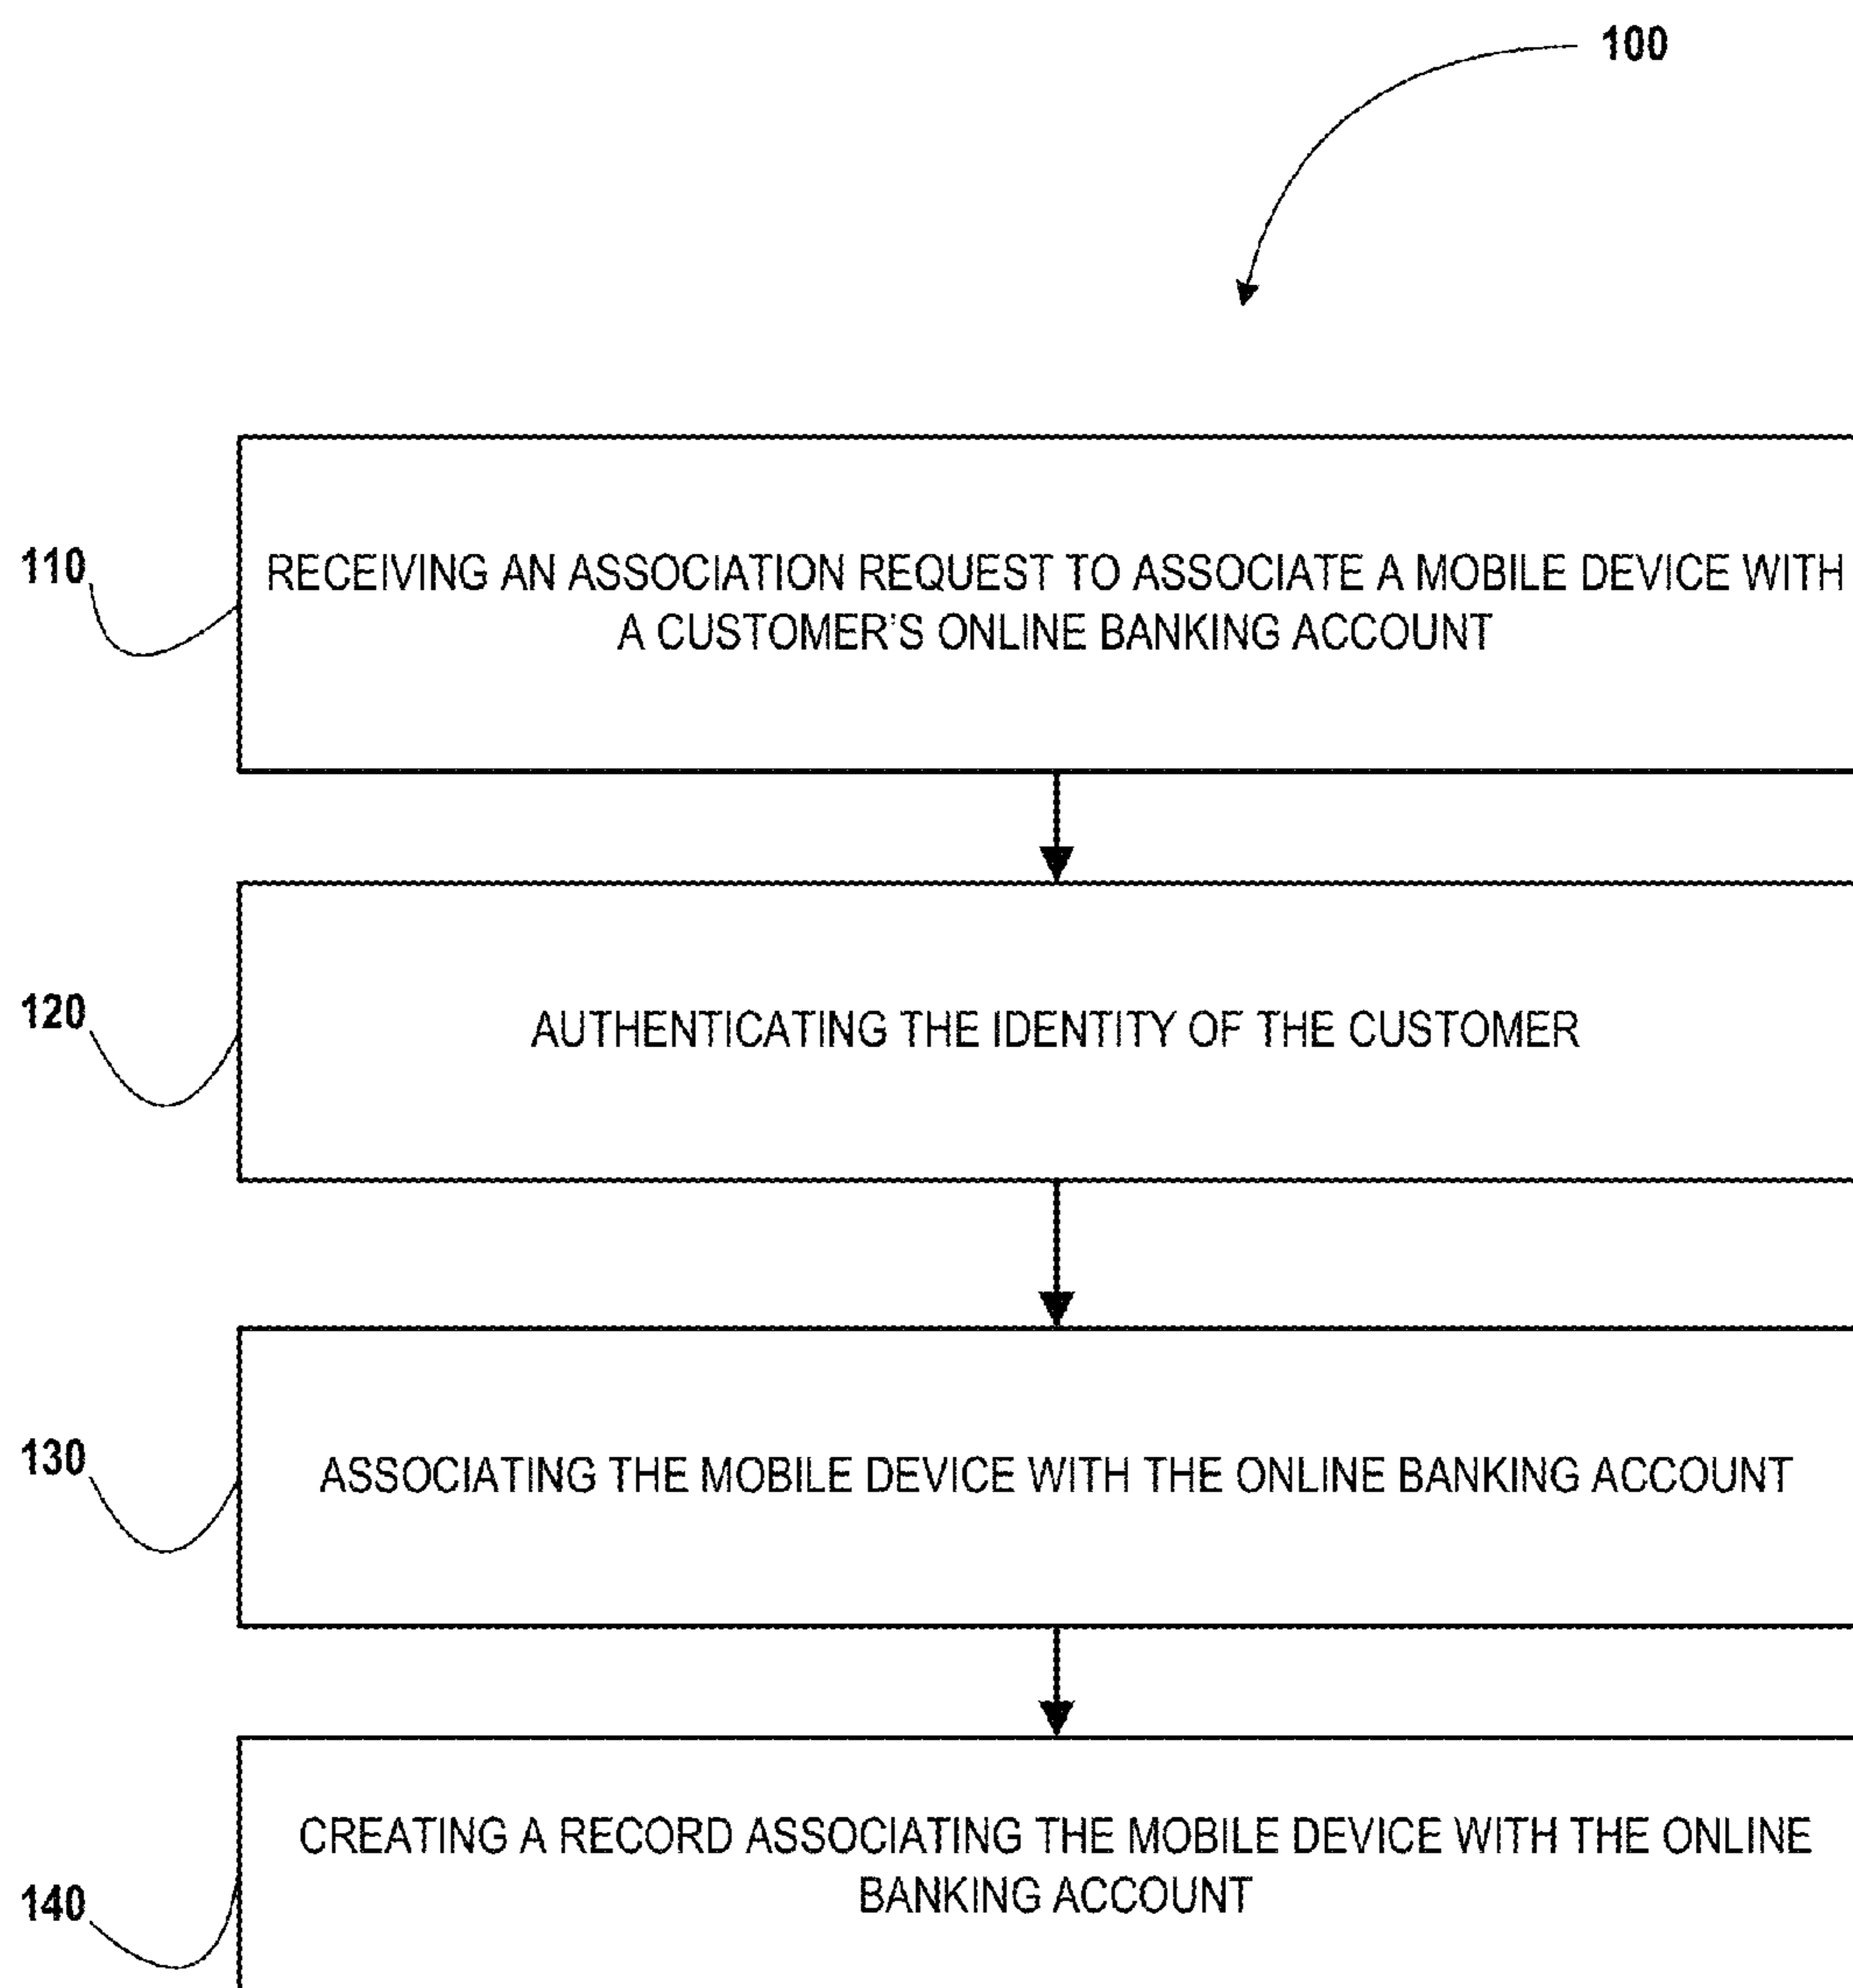 100
110
RECEIVING AN ASSOCIATION REQUEST TO ASSOCIATE A MOBILE DEVICE WITH
A CUSTOMER'S ONLINE BANKING ACCOUNT
120
AUTHENTICATING THE IDENTITY OF THE CUSTOMER
130
ASSOCIATING THE MOBILE DEVICE WITH THE ONLINE BANKING ACCOUNT
140
CREATING A RECORD ASSOCIATING THE MOBILE DEVICE WITH THE ONLINE
BANKING ACCOUNT